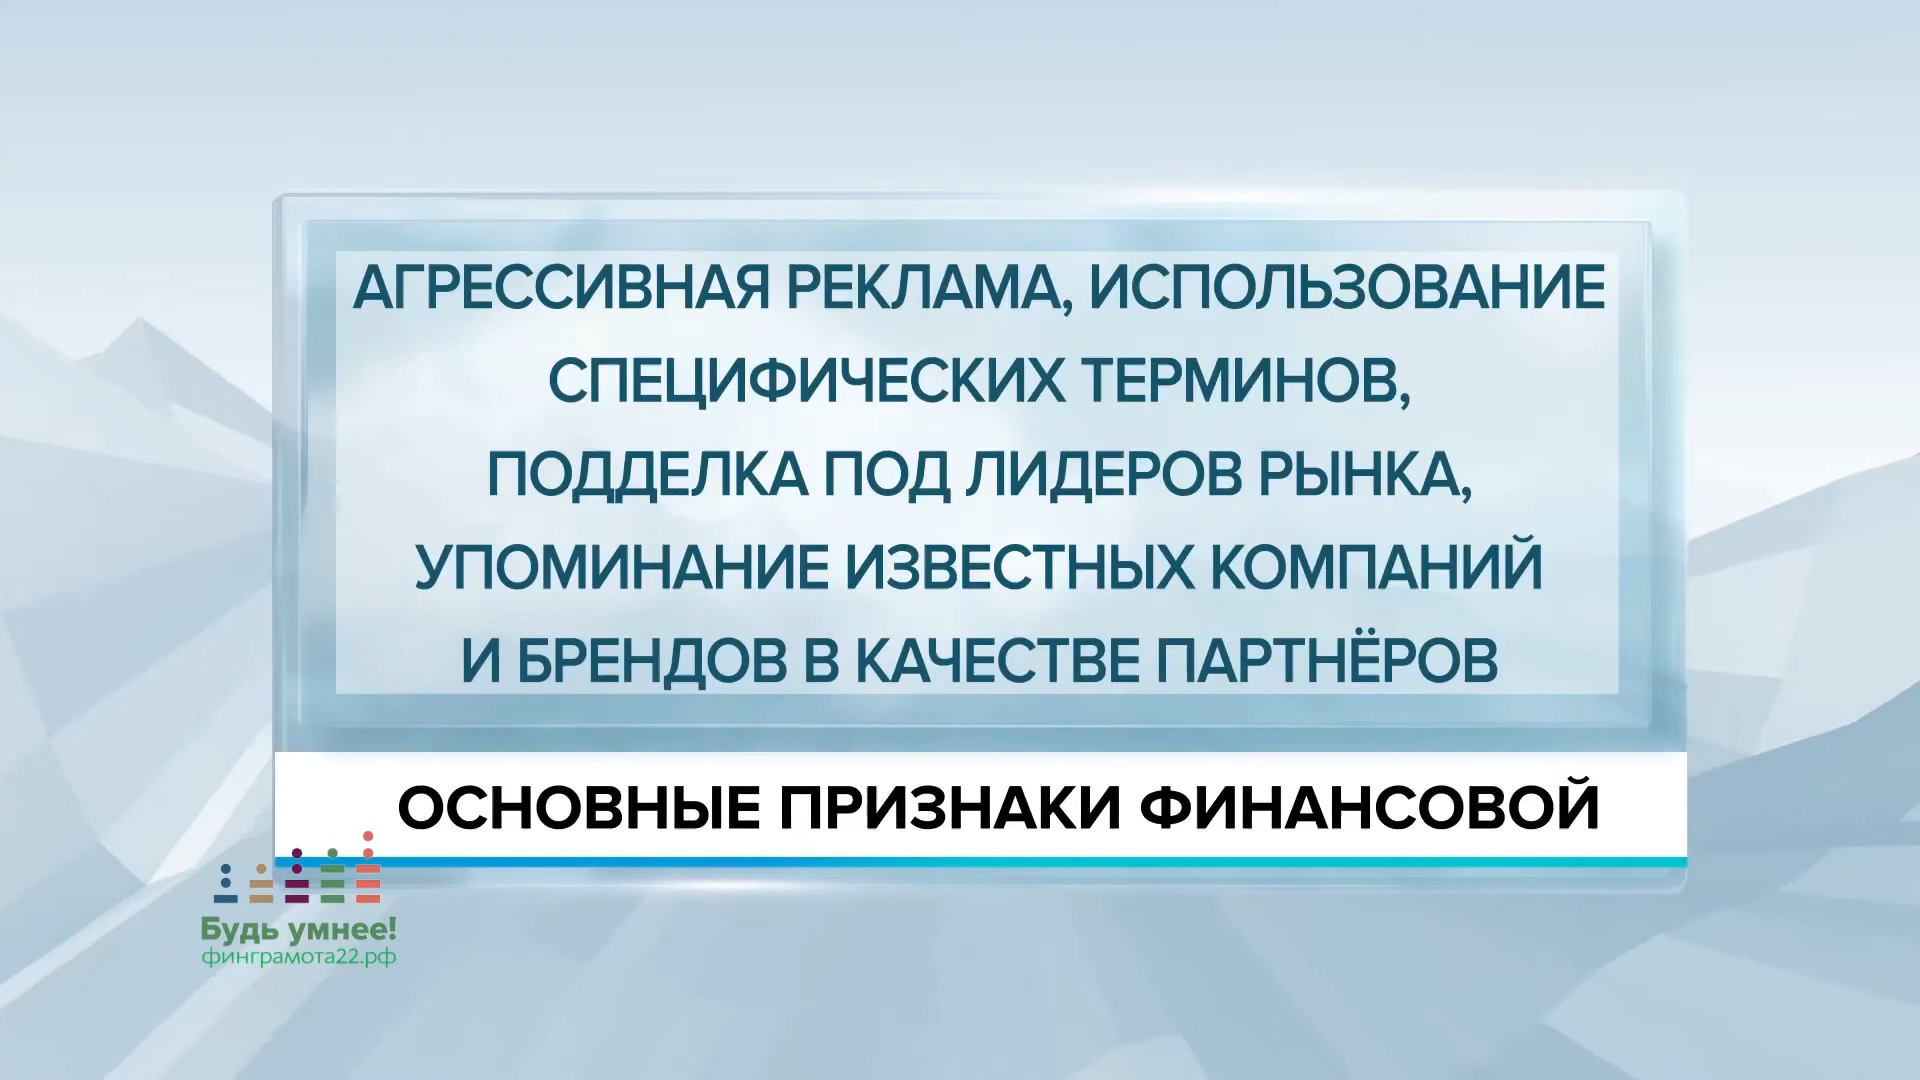 АГРЕССИВНАЯ РЕКЛАМА, ИСПОЛЬЗОВАНИЕ
СПЕЦИФИЧЕСКИХ ТЕРМИНОВ,
ПОДДЕЛКА ПОД ЛИДЕРОВ РЫНКА,
УПОМИНАНИЕ ИЗВЕСТНЫХ КОМПАНИЙ
И БРЕНДОВ В КАЧЕСТВЕ ПАРТНЁРОВ
ОСНОВНЫЕ ПРИЗНАКИ ФИНАНСОВОЙ
Будь умнее!
финграмота22.рф